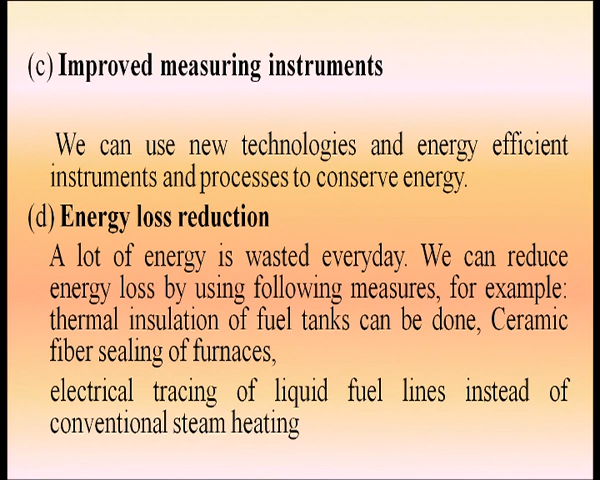 (c) Improved measuring instruments
We can use new technologies and energy efficient
instruments and processes to conserve energy.
(d) Energy loss reduction
A lot of energy is wasted everyday. We can reduce
energy loss by using following measures, for example:
thermal insulation of fuel tanks can be done, Ceramic
fiber sealing of furnaces,
electrical tracing of liquid fuel lines instead of
conventional steam heating